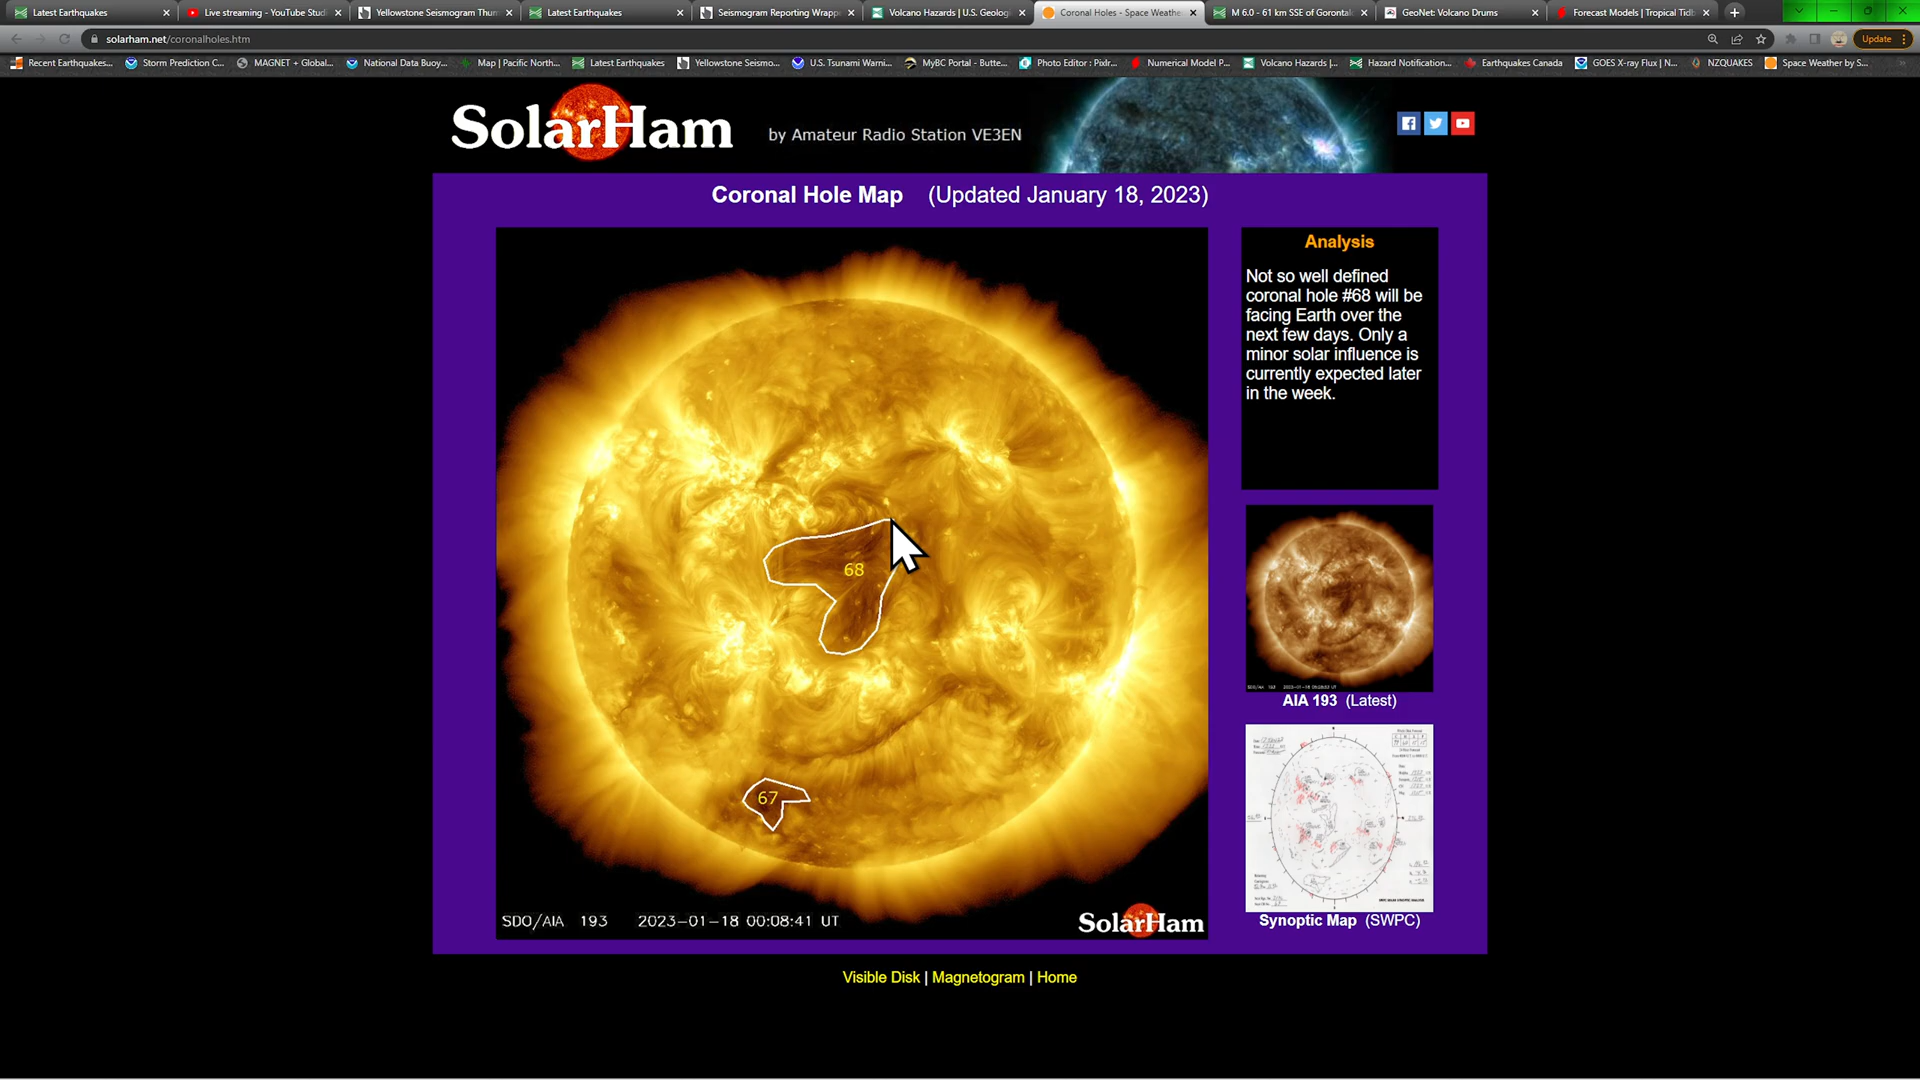 Latest Earthquakes
Live streaming - YouTube Stud
Yellowstone Seismogram Thum
Latest Earthquakes
Seismogram Reporting Wrapp
Volcano Hazards | U.S. Geolog
Coronal Holes - Space Weathe
M 6.0 - 61 km SSE of Gorontal
GeoNet: Volcano Drums
Forecast Models | Tropical Tidb
solarham.net/coronalholes.htm
Update
Recent Earthquakes...
Storm Prediction C...
MAGNET + Global...
National Data Buoy...
Map | Pacific North...
Latest Earthquakes
Yellowstone Seismo...
U.S. Tsunami Warni...
MyBC Portal - Butte...
Photo Editor : Pixlr...
Numerical Model P...
Volcano Hazards |...
Hazard Notification...
Earthquakes Canada
GOES X-ray Flux | N...
NZQUAKES
Space Weather by S...
SolarHam
by Amateur Radio Station VE3EN
Coronal Hole Map (Updated January 18, 2023)
68
67
SDO/AIA 193 2023-01-18 00:08:41 UT
SolarHam
Analysis
Not so well defined
coronal hole #68 will be
facing Earth over the
next few days. Only a
minor solar influence is
currently expected later
in the week.
AIA 193 (Latest)
Synoptic Map (SWPC)
Visible Disk | Magnetogram | Home